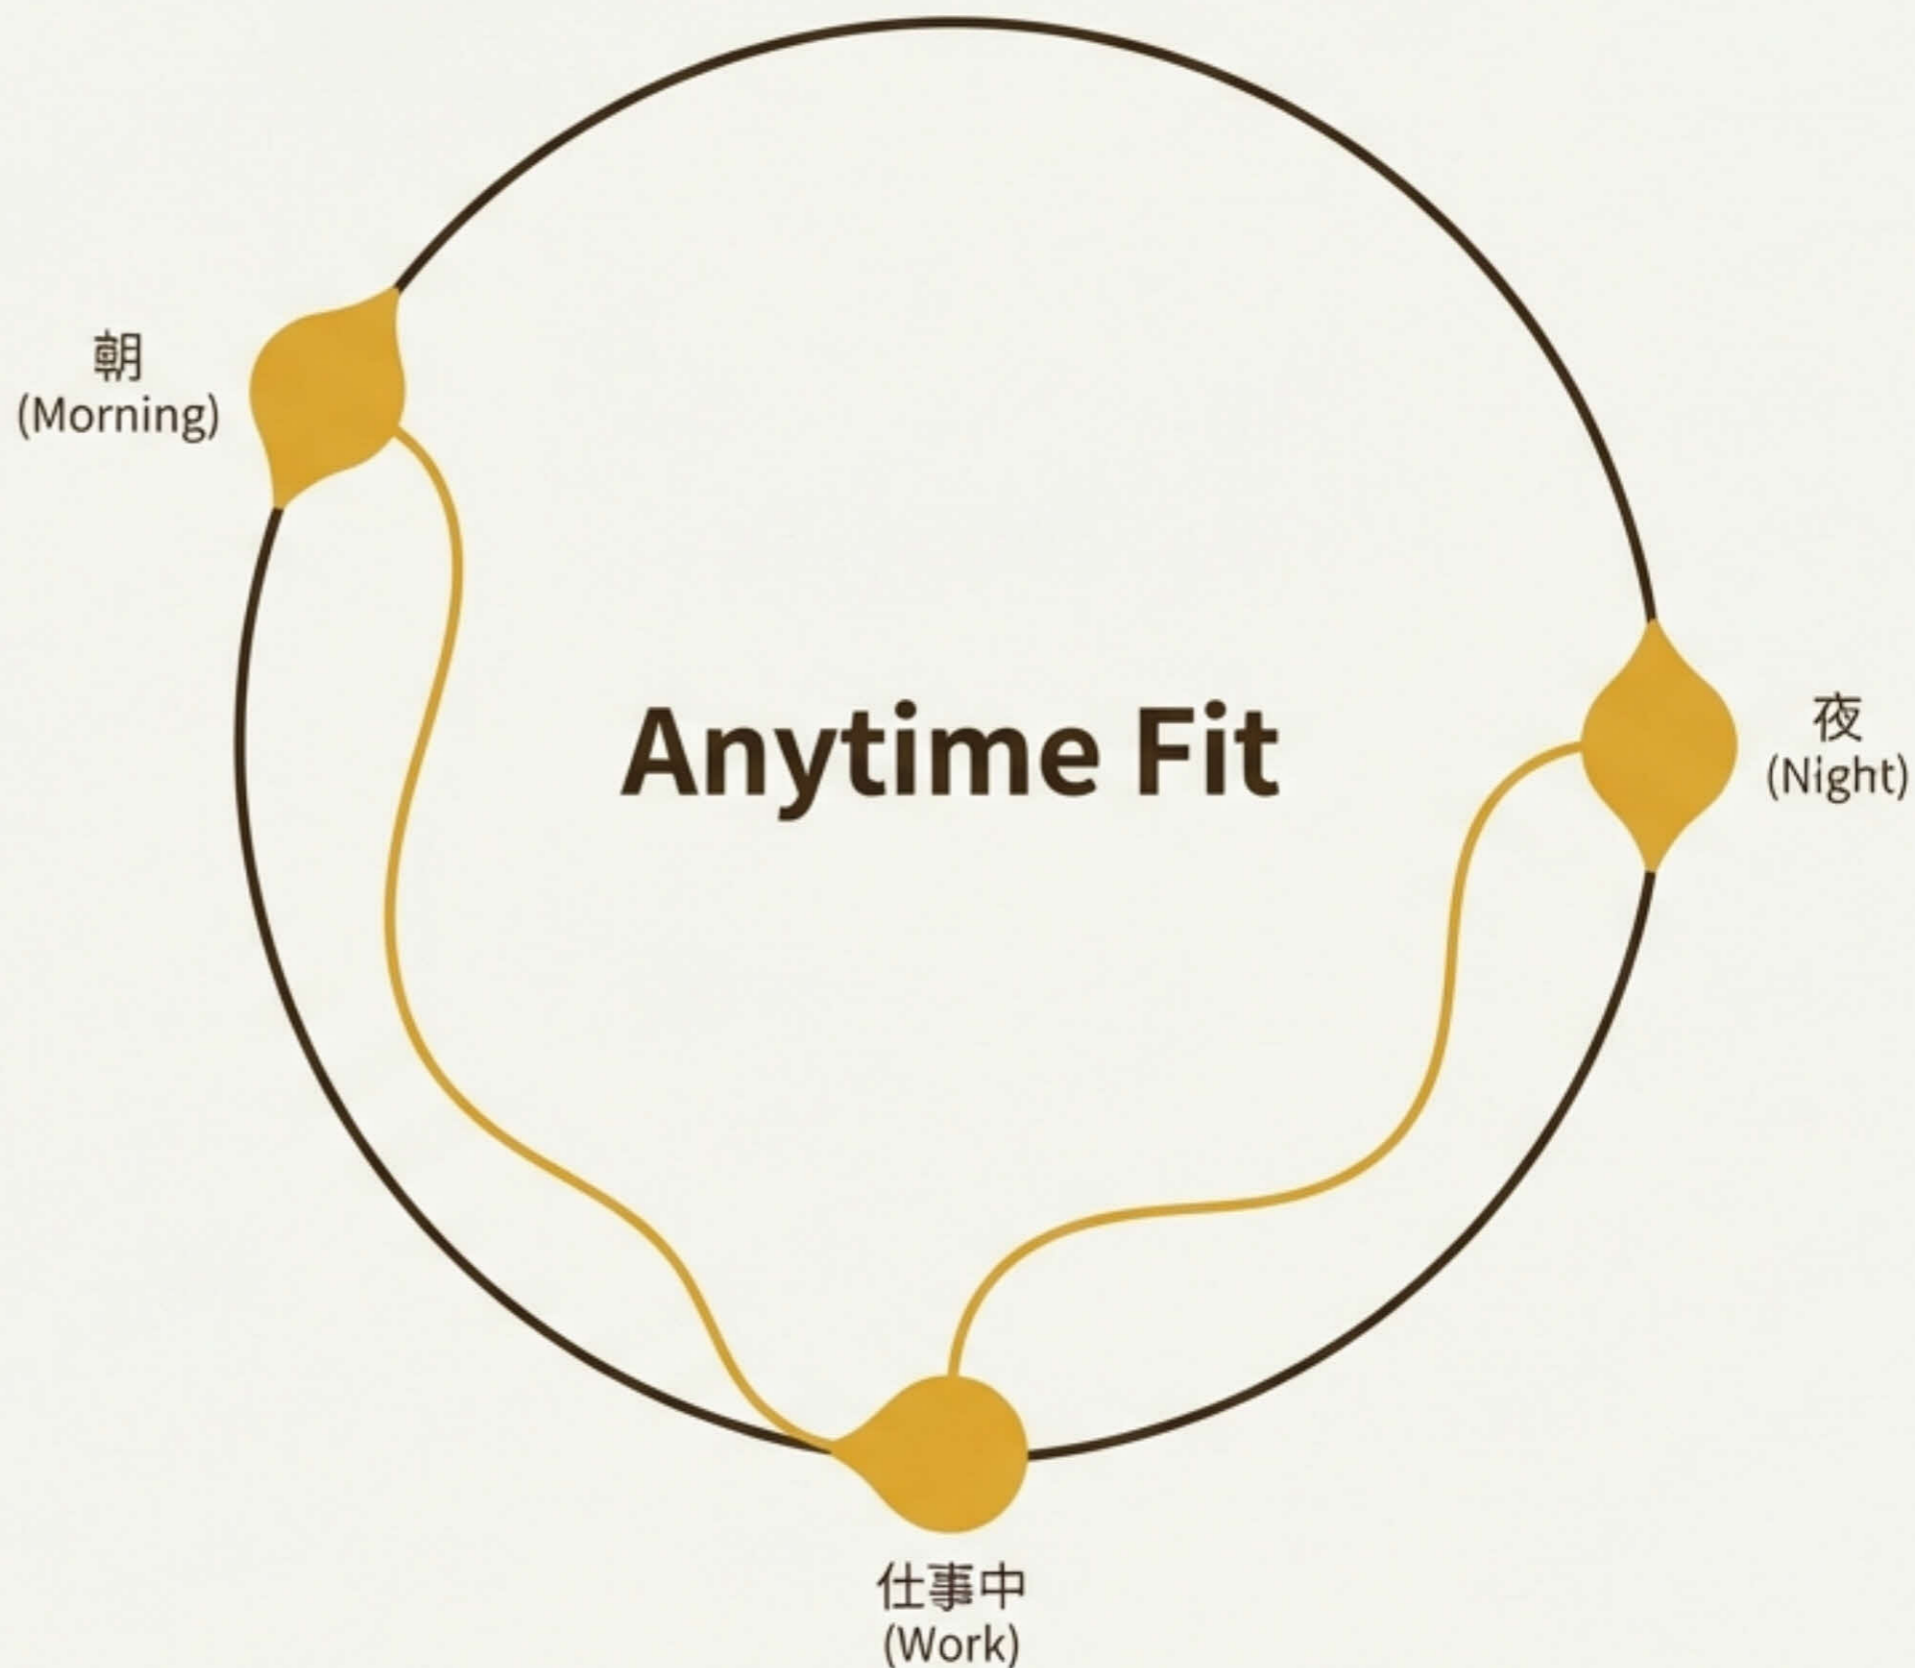 朝
(Morning)
Anytime Fit
夜
(Night)
仕事中
(Work)